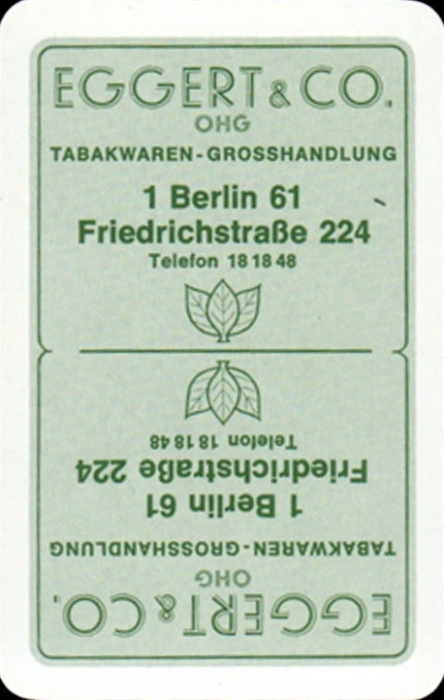 EGGERT & CO.
OHG
TABAKWAREN-GROSSHANDLUNG
1 Berlin 61
Friedrichstraße 224
Telefon 18 18 48
EGGERT & CO.
OHG
TABAKWAREN-GROSSHANDLUNG
1 Berlin 61
Friedrichstraße 224
Telefon 18 18 48